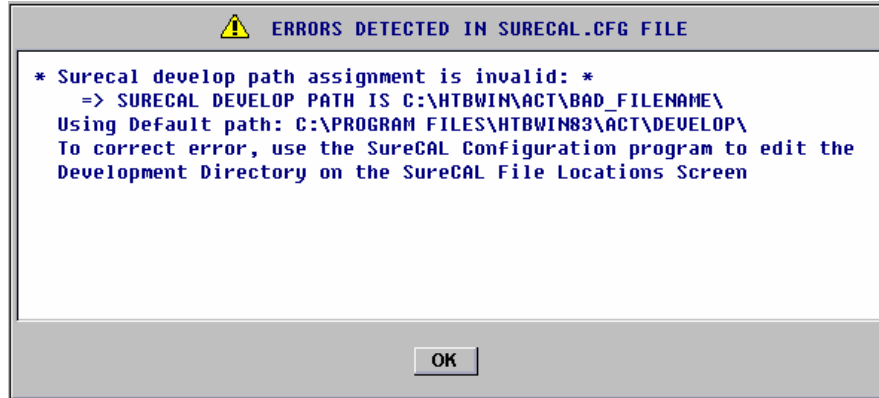 ERRORS DETECTED IN SURECAL.CFG FILE
* Surecal develop path assignment is invalid: *
=> SURECAL DEVELOP PATH IS C:\HTBWIN\ACT\BAD_FILENAME\
Using Default path: C:\PROGRAM FILES\HTBWIN83\ACT\DEVELOP\
To correct error, use the SureCAL Configuration program to edit the
Development Directory on the SureCAL File Locations Screen
OK